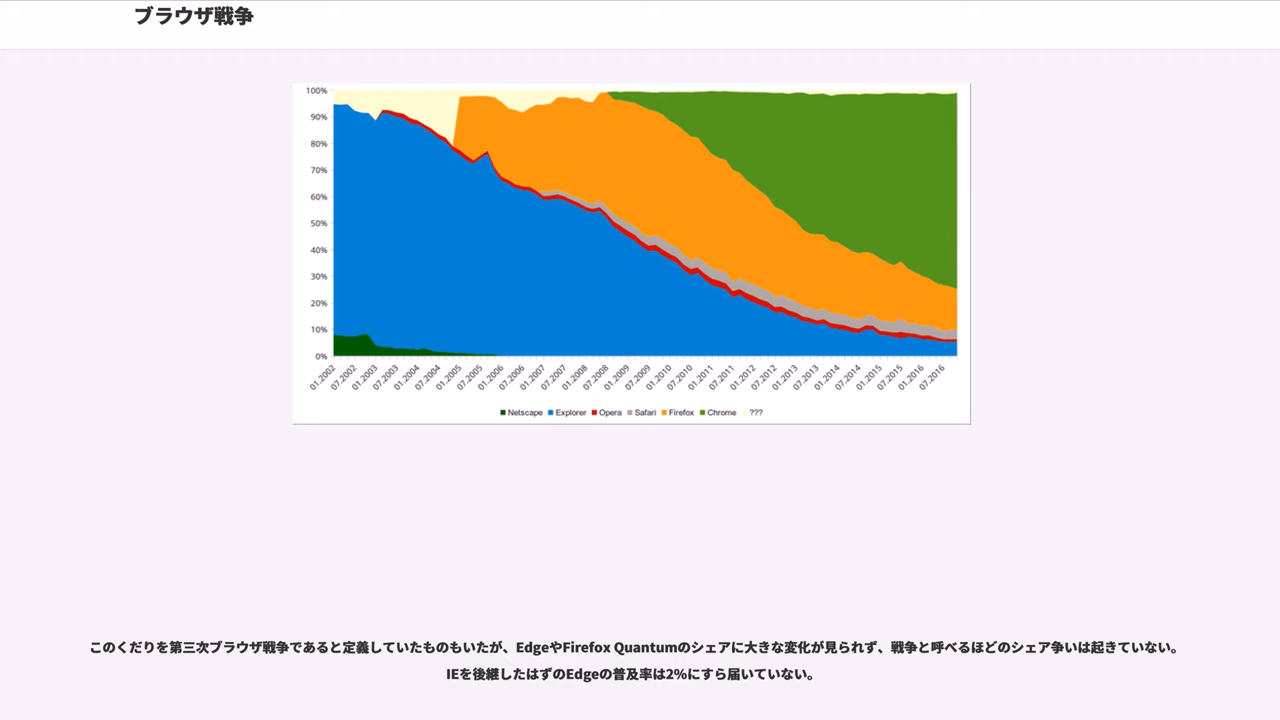 ブラウザ戦争
100%
90%
80%
70%
60%
50%
40%
30%
20%
10%
0%
01.2002 07.2002 01.2003 07.2003 01.2004 07.2004 01.2005 07.2005 01.2006 07.2006 01.2007 07.2007 01.2008 07.2008 01.2009 07.2009 01.2010 07.2010 01.2011 07.2011 01.2012 07.2012 01.2013 07.2013 01.2014 07.2014 01.2015 07.2015 01.2016 07.2016
Netscape Explorer Opera Safari Firefox Chrome ???
このくだりを第三次ブラウザ戦争であると定義していたものもいたが、EdgeやFirefox Quantumのシェアに大きな変化が見られず、戦争と呼べるほどのシェア争いは起きていない。
IEを後継したはずのEdgeの普及率は2%にすら届いていない。